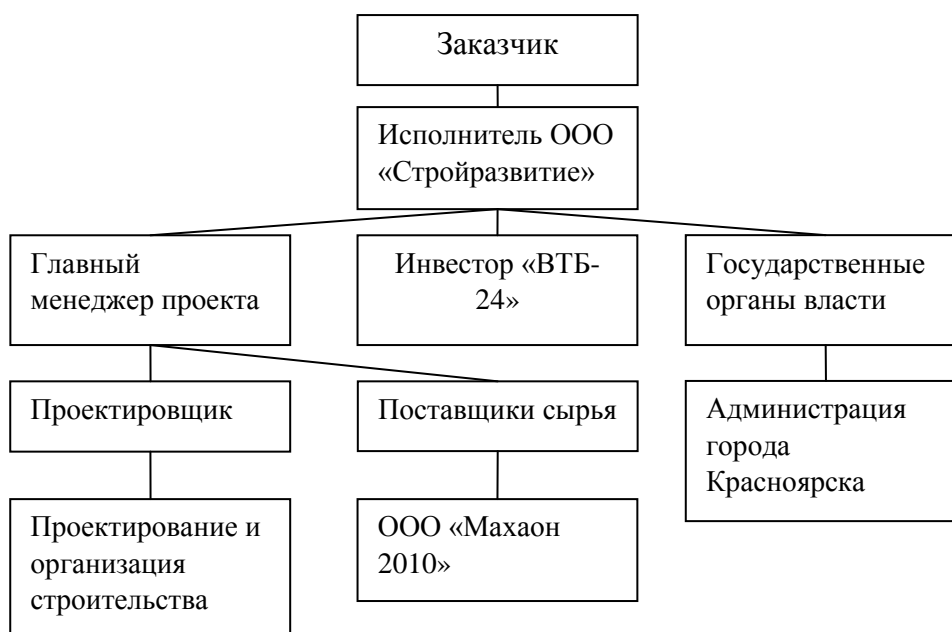 Заказчик
Исполнитель ООО
«Стройразвитие»
Главный
менеджер проекта
Инвестор «ВТБ-
24»
Государственные
органы власти
Проектировщик
Поставщики сырья
Администрация
города
Красноярска
Проектирование и
организация
строительства
ООО «Махаон
2010»